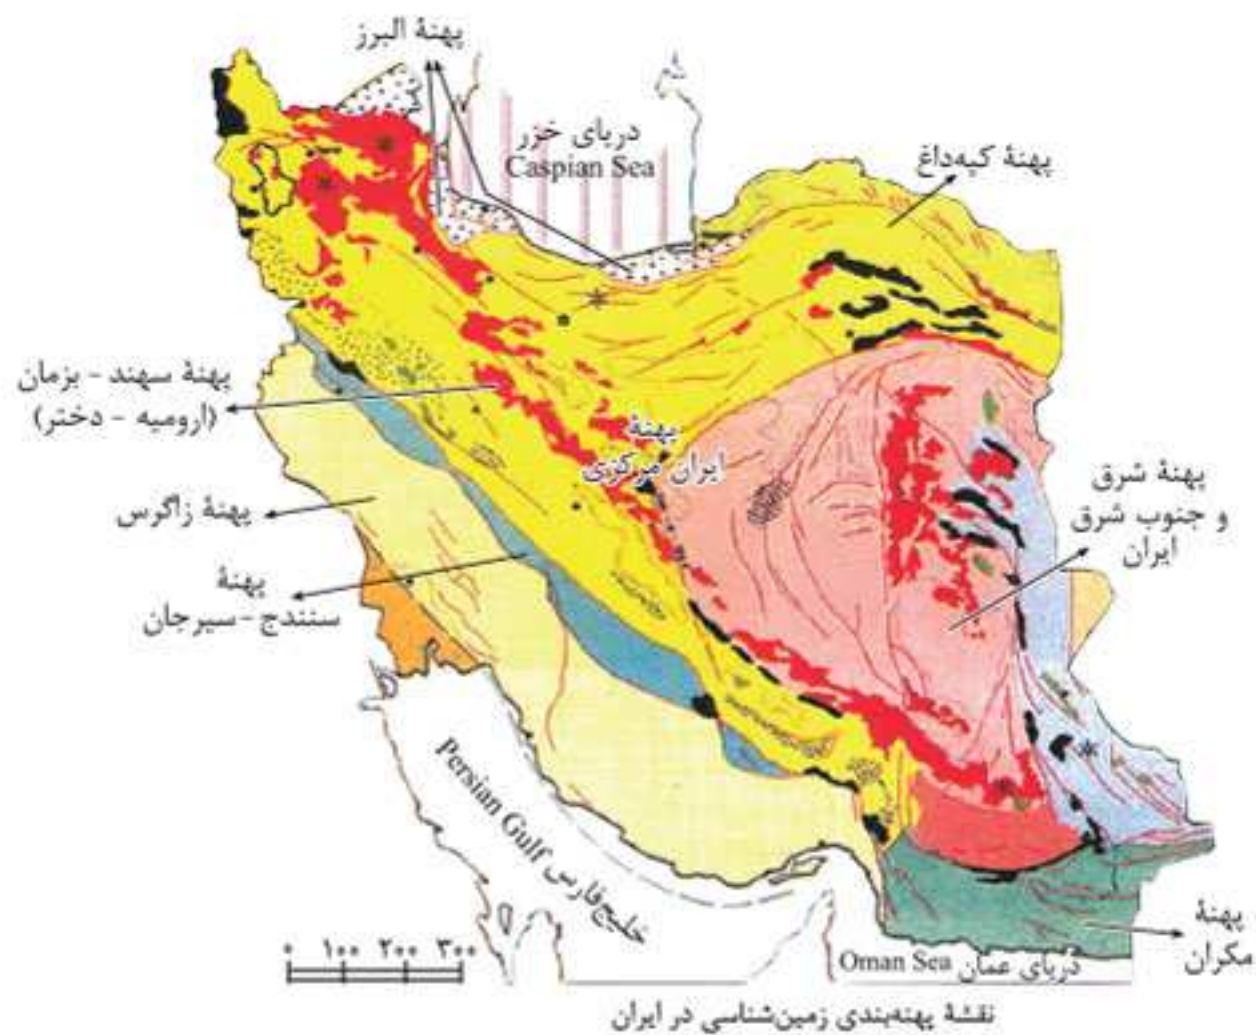 پهنهٔ البرز
دریای خزر
Caspian Sea
پهنهٔ کپه‌داغ
پهنهٔ سهند - بزمان
(ارومیه - دختر)
پهنهٔ
ایران مرکزی
پهنهٔ شرق
و جنوب شرق
ایران
پهنهٔ زاگرس
پهنهٔ
سنندج - سیرجان
Persian Gulf خلیج‌فارس
پهنهٔ
مکران
۰ ۱۰۰ ۲۰۰ ۳۰۰
Oman Sea دریای عمان
نقشهٔ پهنه‌بندی زمین‌شناسی در ایران